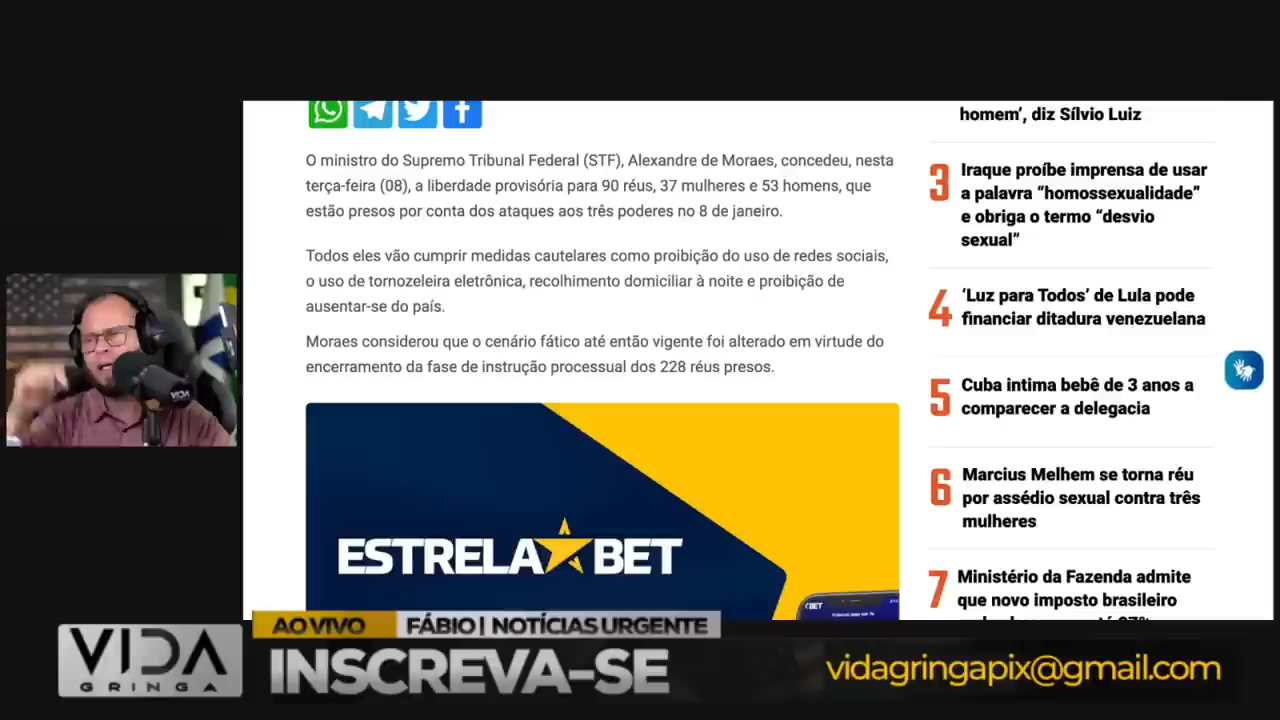 O ministro do Supremo Tribunal Federal (STF), Alexandre de Moraes, concedeu, nesta
terça-feira (08), a liberdade provisória para 90 réus, 37 mulheres e 53 homens, que
estão presos por conta dos ataques aos três poderes no 8 de janeiro.
Todos eles vão cumprir medidas cautelares como proibição do uso de redes sociais,
o uso de tornozeleira eletrônica, recolhimento domiciliar à noite e proibição de
ausentar-se do país.
Moraes considerou que o cenário fático até então vigente foi alterado em virtude do
encerramento da fase de instrução processual dos 228 réus presos.
ESTRELA BET
homem’, diz Sílvio Luiz
3
Iraque proíbe imprensa de usar
a palavra “homossexualidade”
e obriga o termo “desvio
sexual”
4
‘Luz para Todos’ de Lula pode
financiar ditadura venezuelana
5
Cuba intima bebê de 3 anos a
comparecer a delegacia
6
Marcius Melhem se torna réu
por assédio sexual contra três
mulheres
7
Ministério da Fazenda admite
que novo imposto brasileiro
VIDA
VIDA
GRINGA
AO VIVO
FÁBIO | NOTÍCIAS URGENTE
INSCREVA-SE
vidagringapix@gmail.com